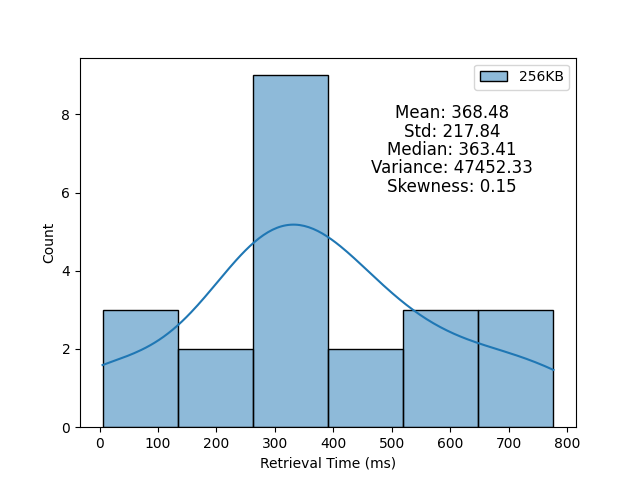 256KB
Mean: 368.48
Std: 217.84
Median: 363.41
Variance: 47452.33
Skewness: 0.15
8
6
4
2
0
Count
0 100 200 300 400 500 600 700 800
Retrieval Time (ms)